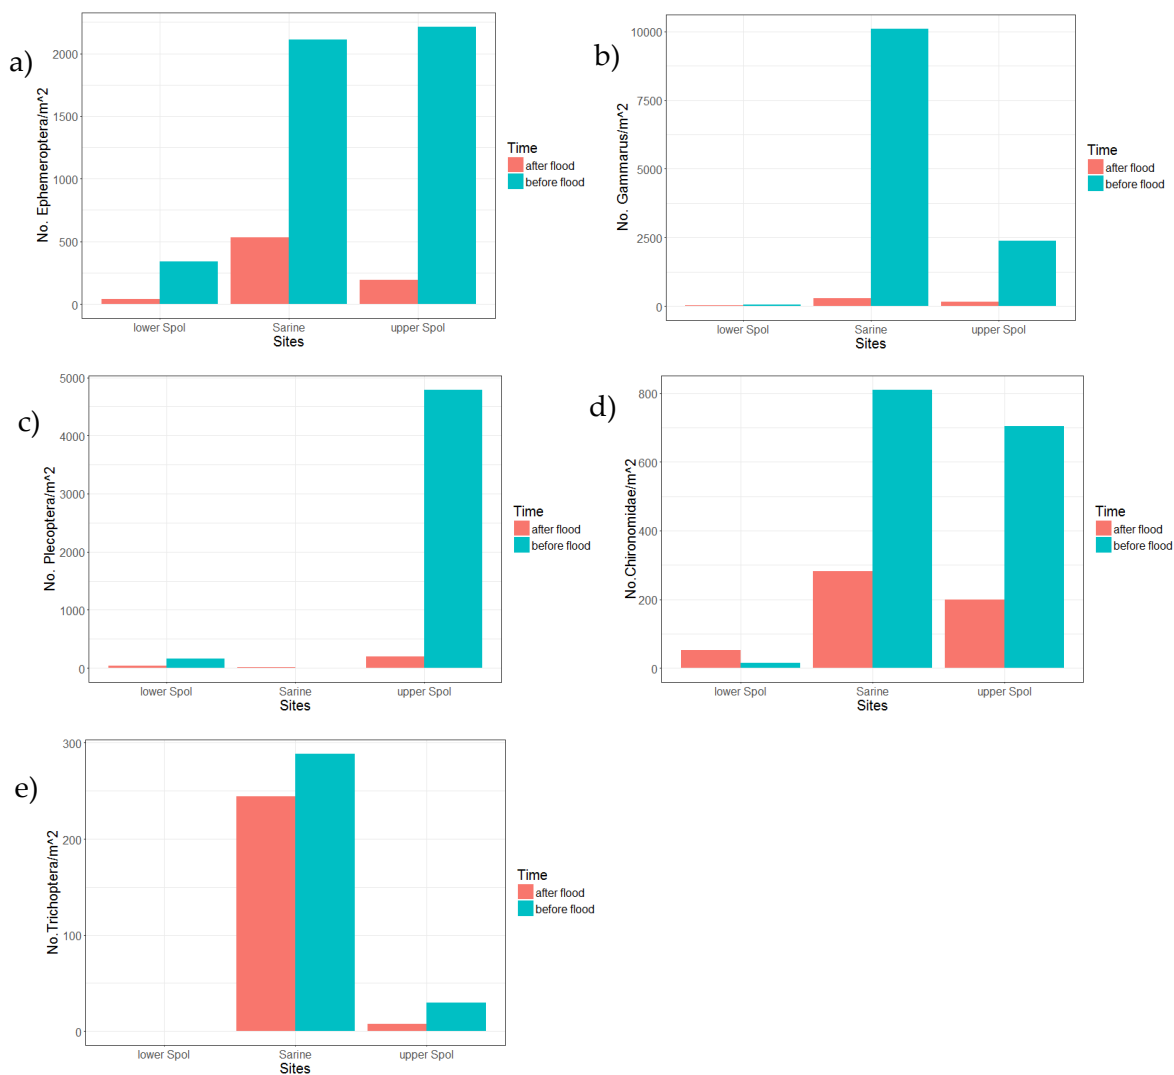 a)
No. Ephemeroptera/m^2
2000
1500
1000
500
0
lower Spol Sarine upper Spol
Sites
Time
after flood
before flood
b)
No. Gammarus/m^2
10000
7500
5000
2500
0
lower Spol Sarine upper Spol
Sites
Time
after flood
before flood
c)
No. Plecoptera/m^2
5000
4000
3000
2000
1000
0
lower Spol Sarine upper Spol
Sites
Time
after flood
before flood
d)
No.Chironomidae/m^2
800
600
400
200
0
lower Spol Sarine upper Spol
Sites
Time
after flood
before flood
e)
No.Trichoptera/m^2
300
200
100
0
lower Spol Sarine upper Spol
Sites
Time
after flood
before flood